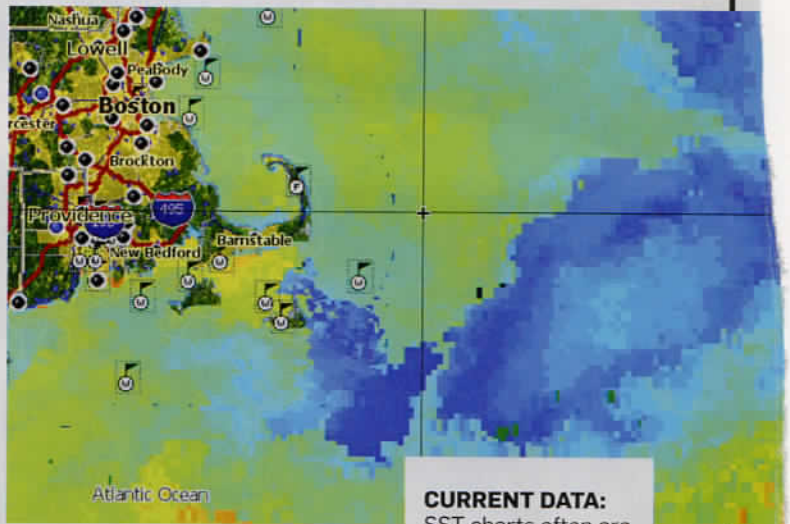 Nashua
Lowell
Peabody
Boston
rcester
Brockton
495
Providence
Barnstable
New Bedford
Atlantic Ocean
CURRENT DATA: